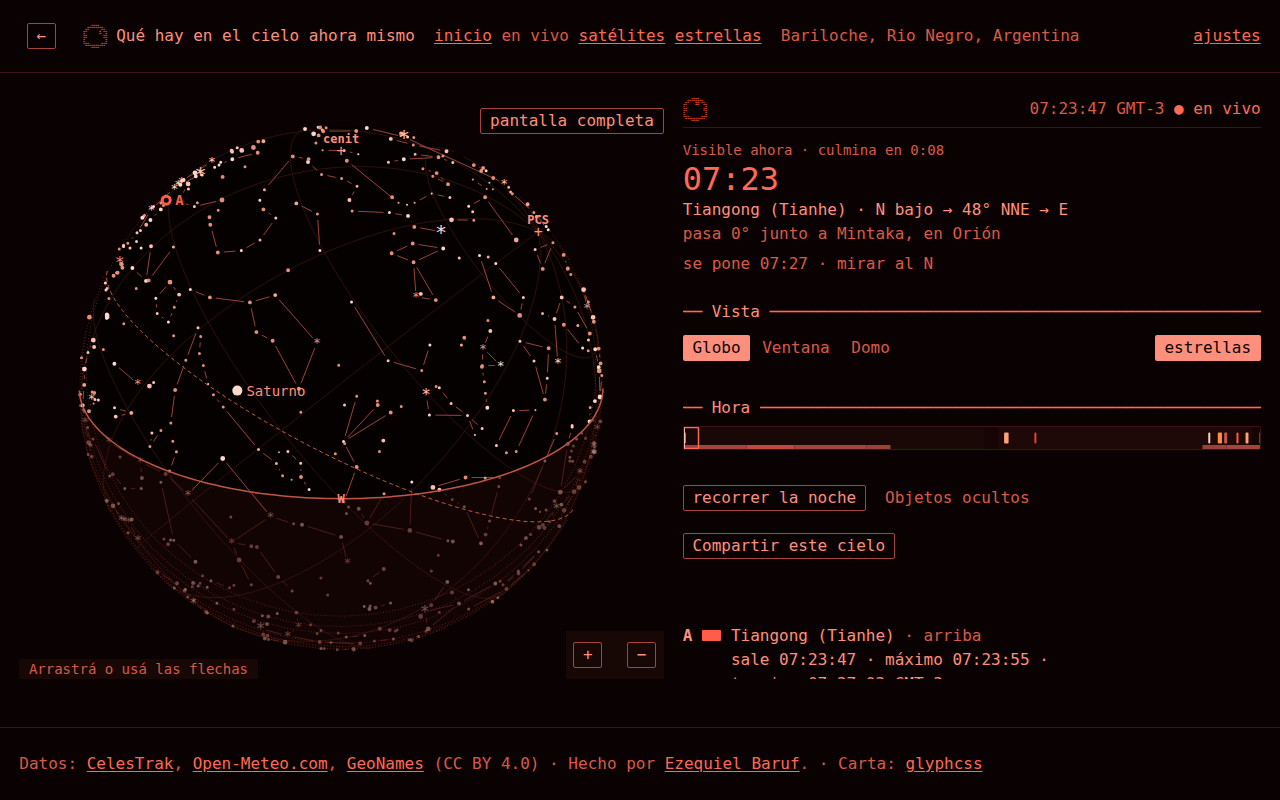 ← Qué hay en el cielo ahora mismo inicio en vivo satélites estrellas Bariloche, Rio Negro, Argentina ajustes
pantalla completa
cenit
A
PCS
Saturno
W
+ −
Arrastrá o usá las flechas
07:23:47 GMT-3 ● en vivo
Visible ahora · culmina en 0:08
07:23
Tiangong (Tianhe) · N bajo → 48° NNE → E
pasa 0° junto a Mintaka, en Orión
se pone 07:27 · mirar al N
Vista
Globo Ventana Domo estrellas
Hora
recorrer la noche Objetos ocultos
Compartir este cielo
A Tiangong (Tianhe) · arriba
sale 07:23:47 · máximo 07:23:55 ·
Datos: CelesTrak, Open-Meteo.com, GeoNames (CC BY 4.0) · Hecho por Ezequiel Baruf. · Carta: glyphcss